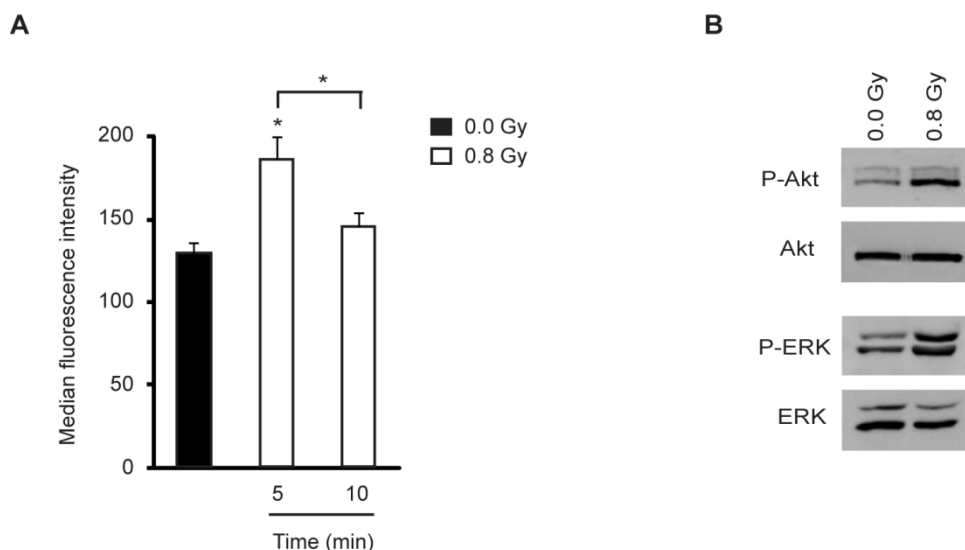 A
*
*
0.0 Gy
0.8 Gy
200
150
100
50
0
Median fluorescence intensity
5 10
Time (min)
B
0.0 Gy 0.8 Gy
P-Akt
Akt
P-ERK
ERK